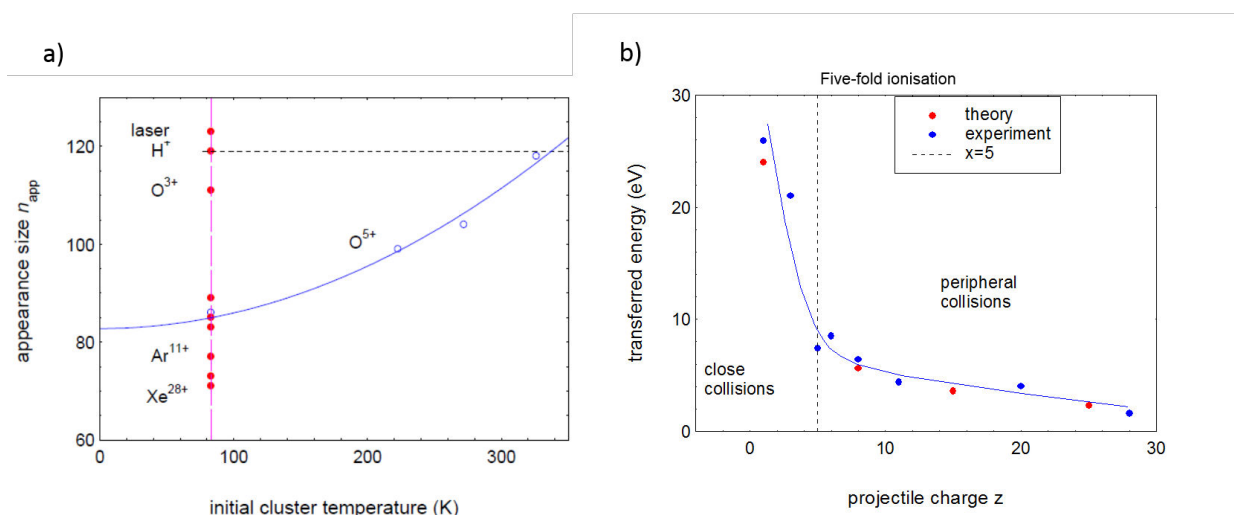 a)
130
120
100
80
60
0
100
200
300
laser
H+
O3+
O5+
Ar11+
Xe28+
appearance size napp
initial cluster temperature (K)
b)
Five-fold ionisation
30
20
10
0
0
10
20
30
theory
experiment
x=5
peripheral
collisions
close
collisions
transferred energy (eV)
projectile charge z